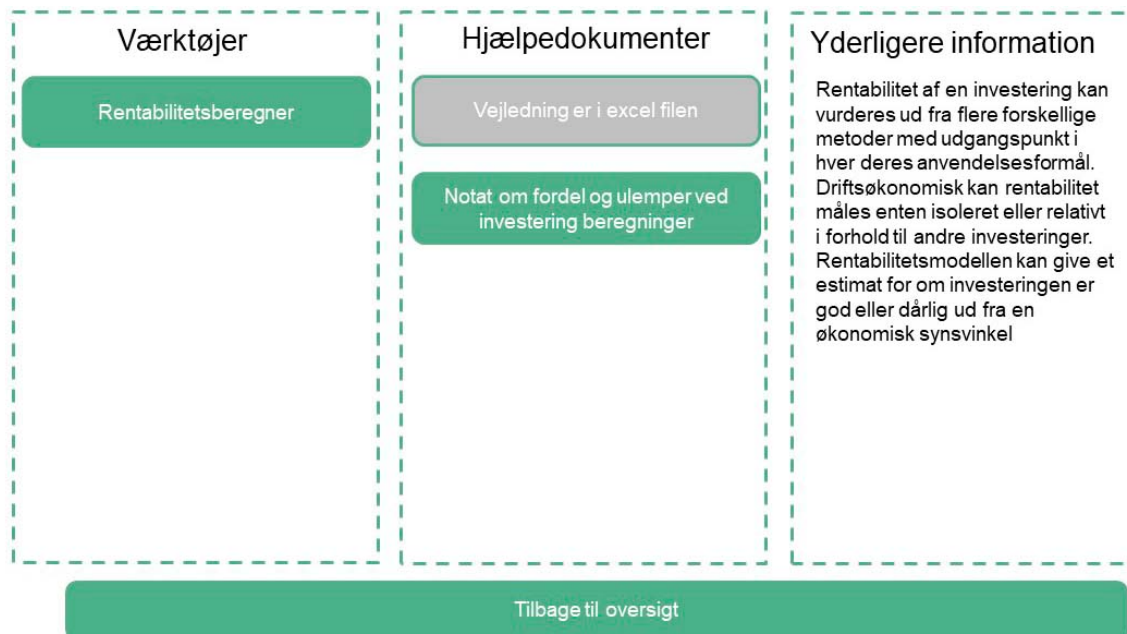 Værktøjer
Rentabilitetsberegner
Hjælpedokumenter
Vejledning er i excel filen
Notat om fordel og ulemper ved
investering beregninger
Yderligere information
Rentabilitet af en investering kan
vurderes ud fra flere forskellige
metoder med udgangspunkt i
hver deres anvendelsesformål.
Driftsøkonomisk kan rentabilitet
måles enten isoleret eller relativt
i forhold til andre investeringer.
Rentabilitetsmodellen kan give et
estimat for om investeringen er
god eller dårlig ud fra en
økonomisk synsvinkel
Tilbage til oversigt